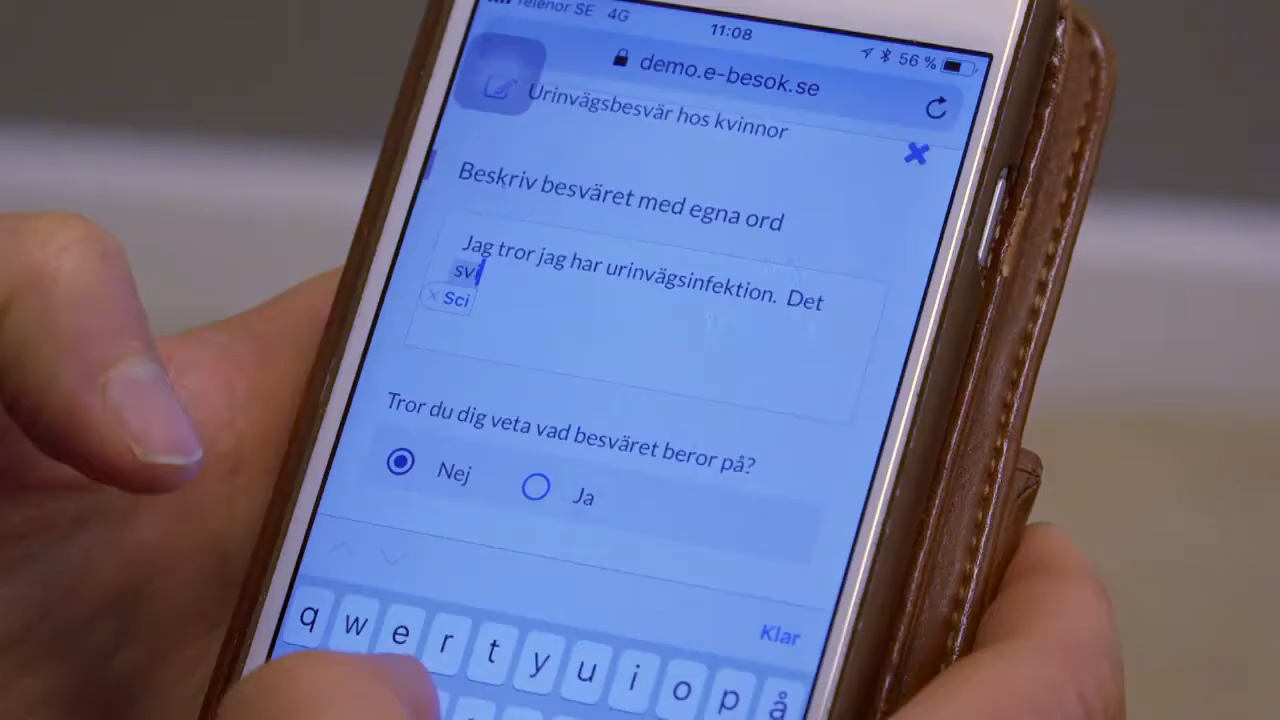 Telenor SE 4G 11:08 56 %
demo.e-besok.se
Urinvägsbesvär hos kvinnor
Beskriv besväret med egna ord
Jag tror jag har urinvägsinfektion. Det
svi
× Sci
Tror du dig veta vad besväret beror på?
Nej Ja
Klar
q w e r t y u i o p å